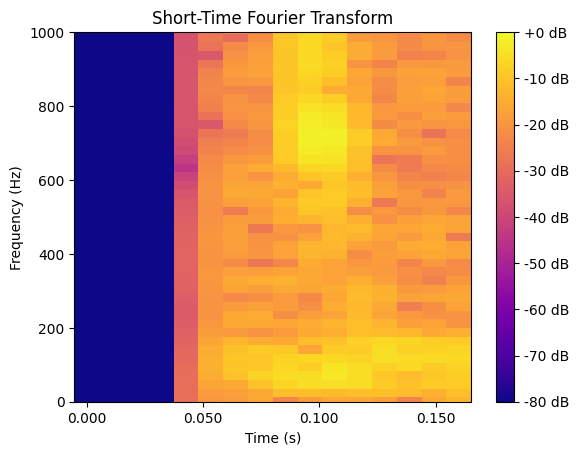 Short-Time Fourier Transform
1000
800
600
400
200
0
Frequency (Hz)
0.000
0.050
0.100
0.150
Time (s)
+0 dB
-10 dB
-20 dB
-30 dB
-40 dB
-50 dB
-60 dB
-70 dB
-80 dB